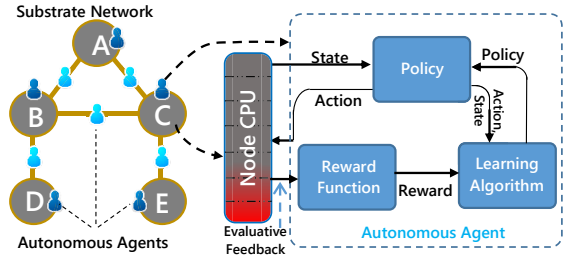 Substrate Network
A
B
C
D
E
Autonomous Agents
Node CPU
State
Action
Policy
Policy
Action,
State
Reward
Function
Reward
Learning
Algorithm
Evaluative
Feedback
Autonomous Agent